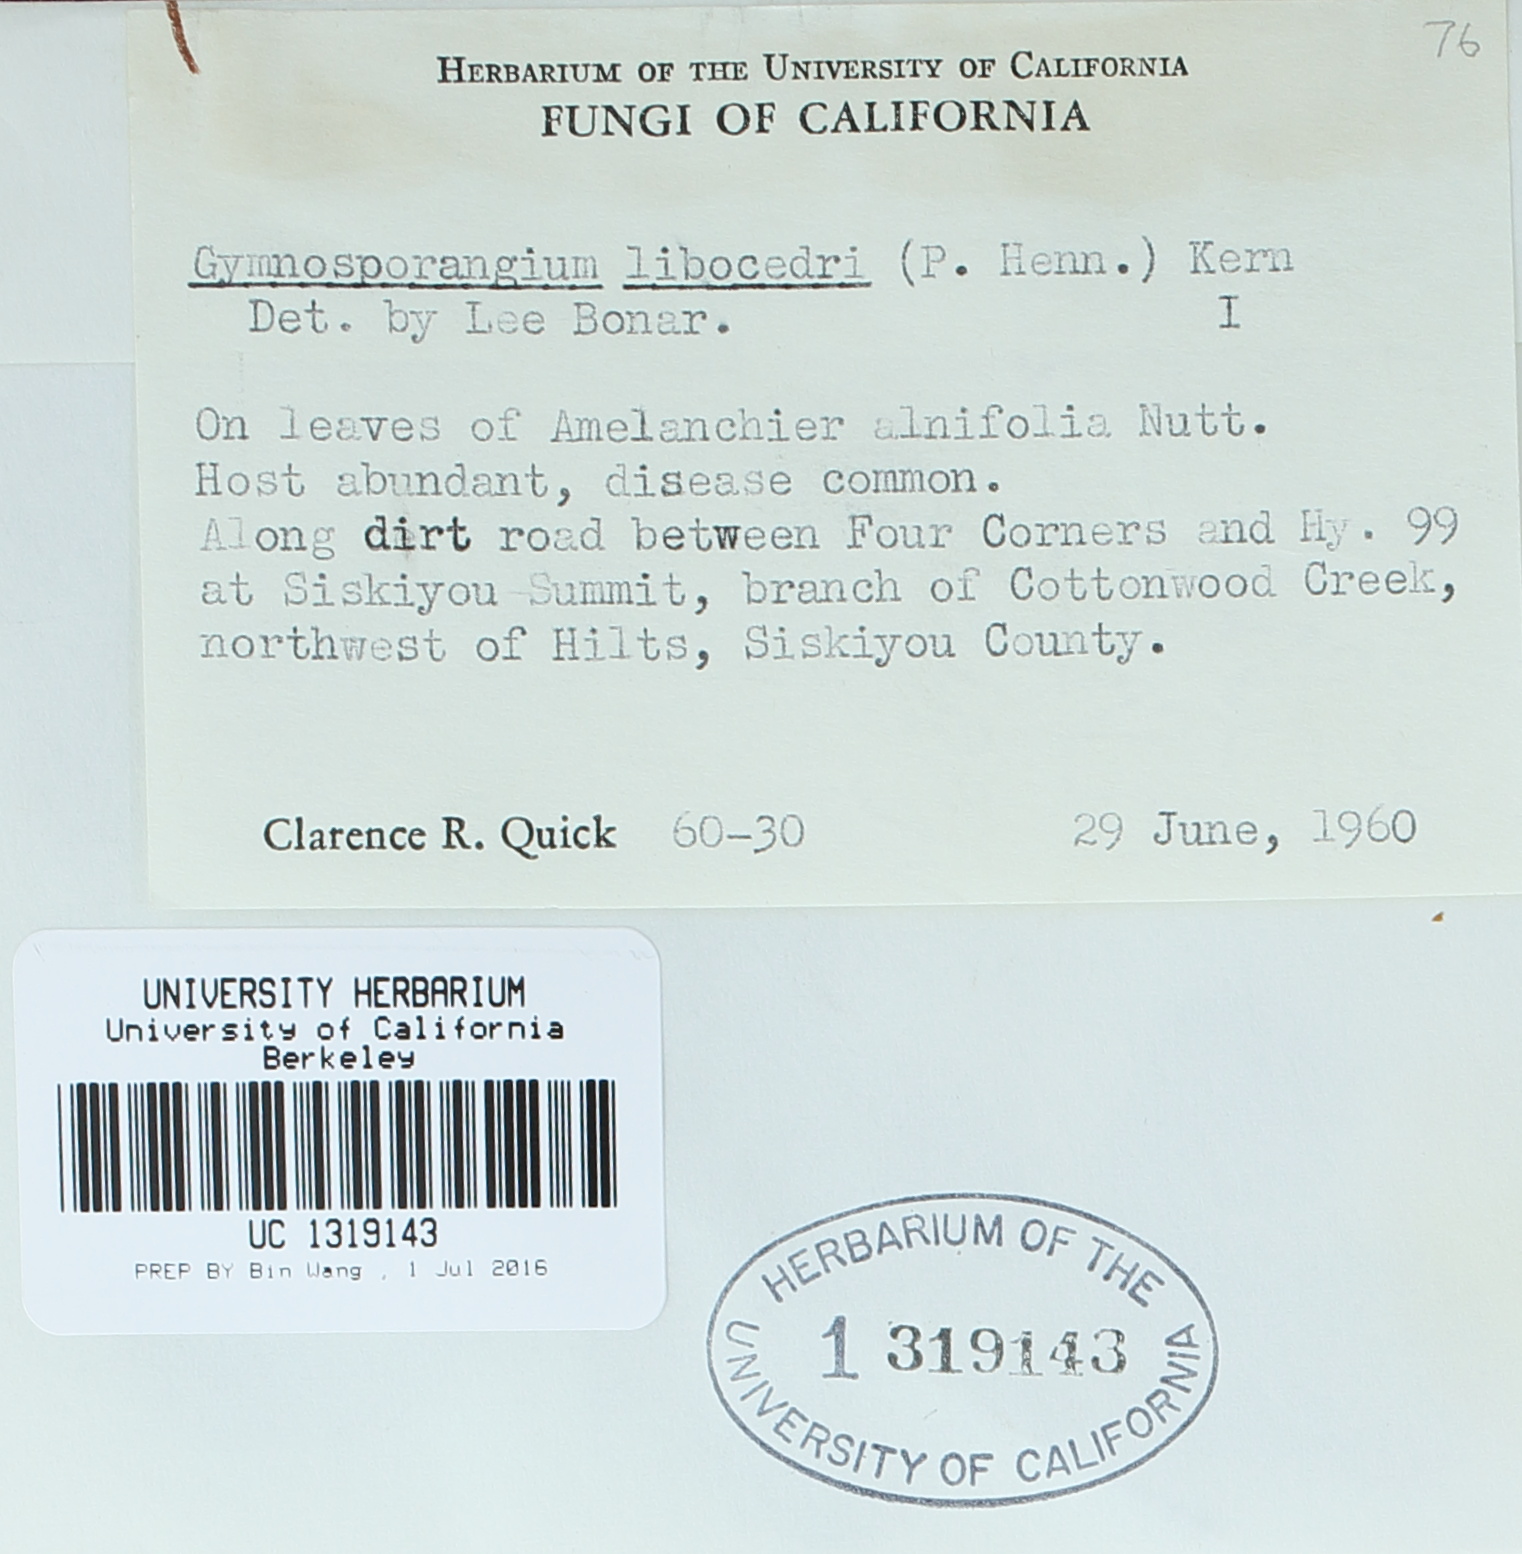 76
HERBARIUM OF THE UNIVERSITY OF CALIFORNIA
FUNGI OF CALIFORNIA
Gymnosporangium libocedri (P. Henn.) Kern
Det. by Lee Bonar. I
On leaves of Amelanchier alnifolia Nutt.
Host abundant, disease common.
Along dirt road between Four Corners and Hy. 99
at Siskiyou Summit, branch of Cottonwood Creek,
northwest of Hilts, Siskiyou County.
Clarence R. Quick 60-30 29 June, 1960
UNIVERSITY HERBARIUM
University of California
Berkeley
UC 1319143
PREP BY Bin Wang , 1 Jul 2016
HERBARIUM OF THE
1 319143
UNIVERSITY OF CALIFORNIA